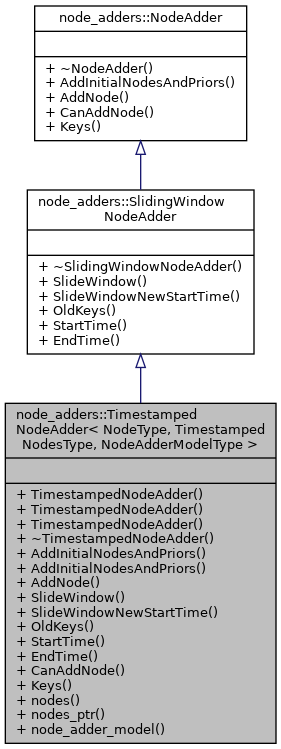 node_adders::NodeAdder
+ ~NodeAdder()
+ AddInitialNodesAndPriors()
+ AddNode()
+ CanAddNode()
+ Keys()
node_adders::SlidingWindow
NodeAdder
+ ~SlidingWindowNodeAdder()
+ SlideWindow()
+ SlideWindowNewStartTime()
+ OldKeys()
+ StartTime()
+ EndTime()
node_adders::Timestamped
NodeAdder< NodeType, Timestamped
NodesType, NodeAdderModelType >
+ TimestampedNodeAdder()
+ TimestampedNodeAdder()
+ TimestampedNodeAdder()
+ ~TimestampedNodeAdder()
+ AddInitialNodesAndPriors()
+ AddInitialNodesAndPriors()
+ AddNode()
+ SlideWindow()
+ SlideWindowNewStartTime()
+ OldKeys()
+ StartTime()
+ EndTime()
+ CanAddNode()
+ Keys()
+ nodes()
+ nodes_ptr()
+ node_adder_model()